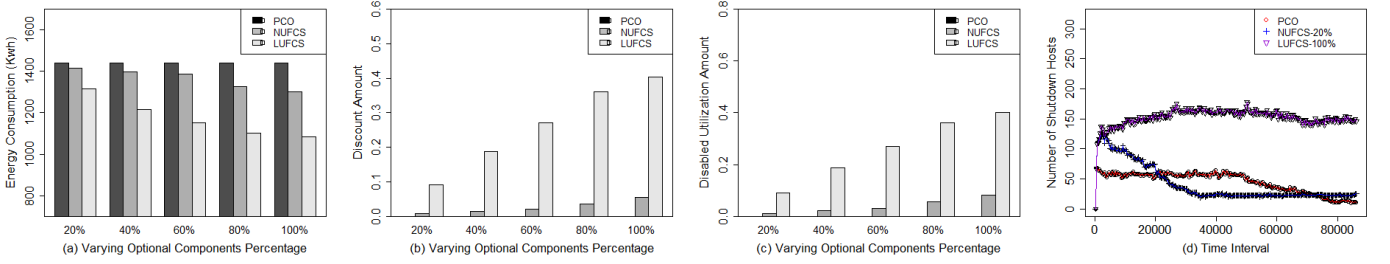 Energy Consumption (Kwh)
800
1000
1200
1400
1600
PCO
NUFCS
LUFCS
20%
40%
60%
80%
100%
(a) Varying Optional Components Percentage
Discount Amount
0.0
0.1
0.2
0.3
0.4
0.5
0.6
PCO
NUFCS
LUFCS
20%
40%
60%
80%
100%
(b) Varying Optional Components Percentage
Disabled Utilization Amount
0.0
0.2
0.4
0.6
0.8
PCO
NUFCS
LUFCS
20%
40%
60%
80%
100%
(c) Varying Optional Components Percentage
Number of Shutdown Hosts
0
50
100
150
200
250
300
PCO
NUFCS-20%
LUFCS-100%
0
20000
40000
60000
80000
(d) Time Interval